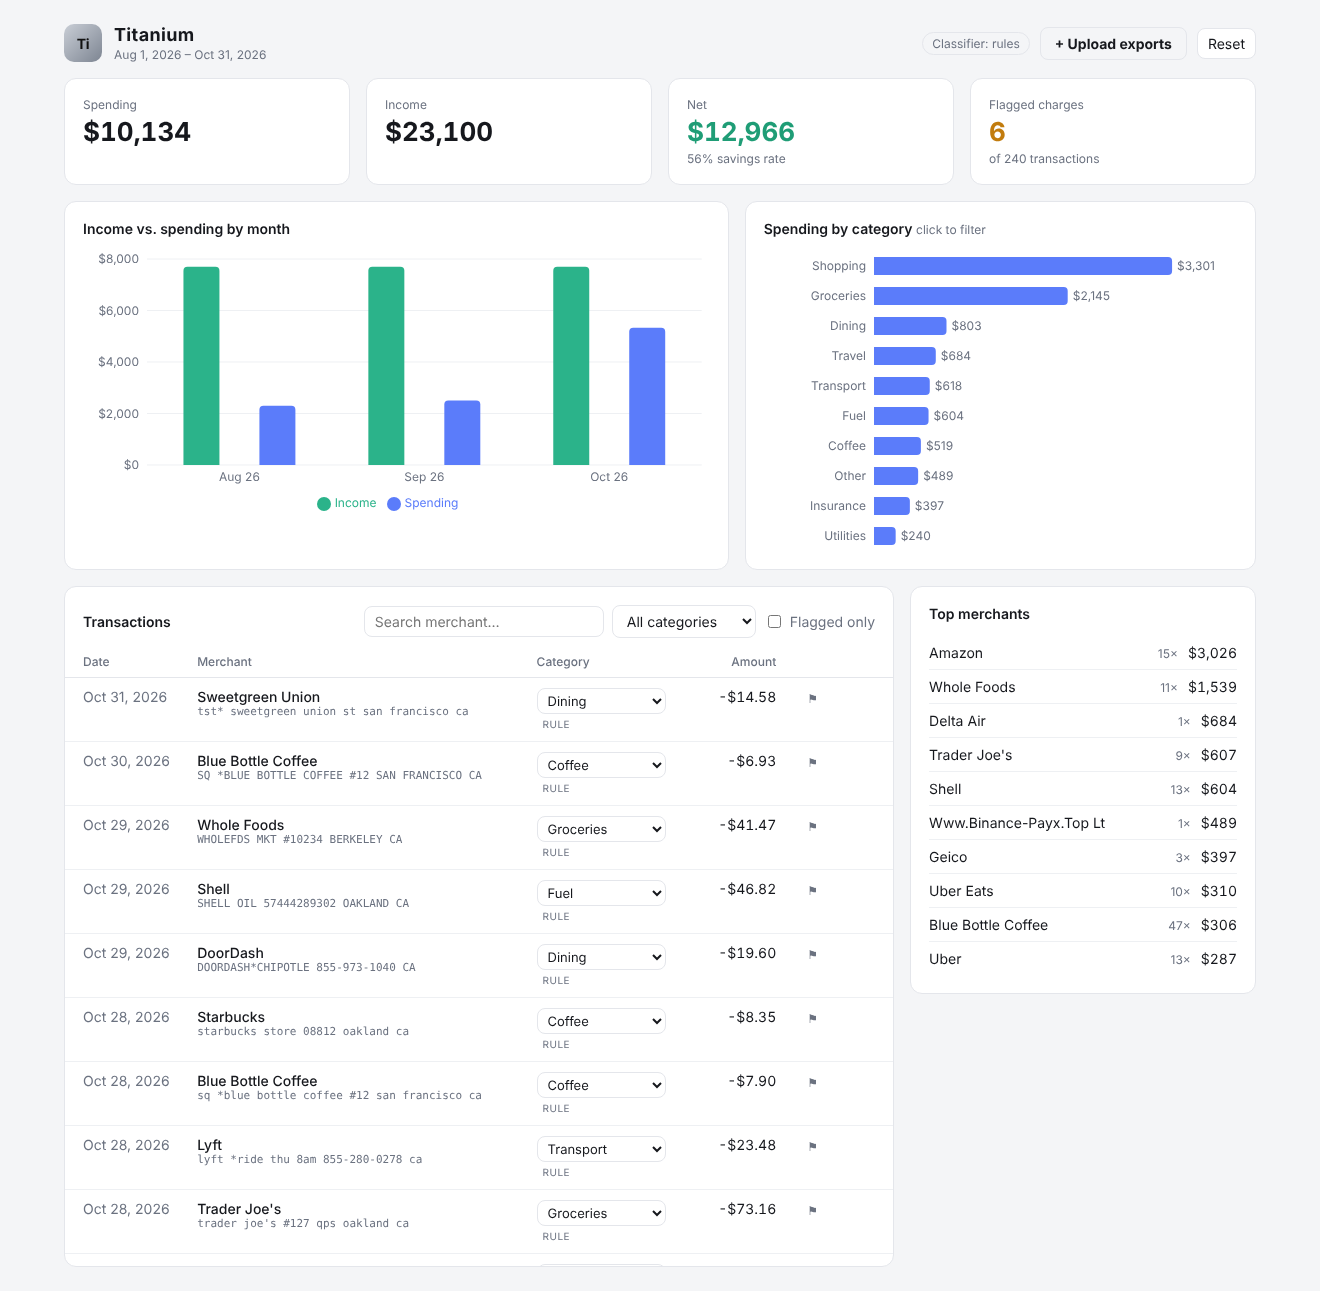 Ti
Titanium
Aug 1, 2026 – Oct 31, 2026
Classifier: rules
+ Upload exports
Reset
Spending
$10,134
Income
$23,100
Net
$12,966
56% savings rate
Flagged charges
6
of 240 transactions
Income vs. spending by month
$8,000
$6,000
$4,000
$2,000
$0
Aug 26 Sep 26 Oct 26
Income Spending
Spending by category click to filter
Shopping $3,301
Groceries $2,145
Dining $803
Travel $684
Transport $618
Fuel $604
Coffee $519
Other $489
Insurance $397
Utilities $240
Transactions Search merchant... All categories Flagged only
Date Merchant Category Amount
Oct 31, 2026 Sweetgreen Union Dining -$14.58
tst* sweetgreen union st san francisco ca
RULE
Oct 30, 2026 Blue Bottle Coffee Coffee -$6.93
SQ *BLUE BOTTLE COFFEE #12 SAN FRANCISCO CA
RULE
Oct 29, 2026 Whole Foods Groceries -$41.47
WHOLEFDS MKT #10234 BERKELEY CA
RULE
Oct 29, 2026 Shell Fuel -$46.82
SHELL OIL 57444289302 OAKLAND CA
RULE
Oct 29, 2026 DoorDash Dining -$19.60
DOORDASH*CHIPOTLE 855-973-1040 CA
RULE
Oct 28, 2026 Starbucks Coffee -$8.35
starbucks store 08812 oakland ca
RULE
Oct 28, 2026 Blue Bottle Coffee Coffee -$7.90
sq *blue bottle coffee #12 san francisco ca
RULE
Oct 28, 2026 Lyft Transport -$23.48
lyft *ride thu 8am 855-280-0278 ca
RULE
Oct 28, 2026 Trader Joe's Groceries -$73.16
trader joe's #127 qps oakland ca
RULE
Top merchants
Amazon 15× $3,026
Whole Foods 11× $1,539
Delta Air 1× $684
Trader Joe's 9× $607
Shell 13× $604
Www.Binance-Payx.Top Lt 1× $489
Geico 3× $397
Uber Eats 10× $310
Blue Bottle Coffee 47× $306
Uber 13× $287